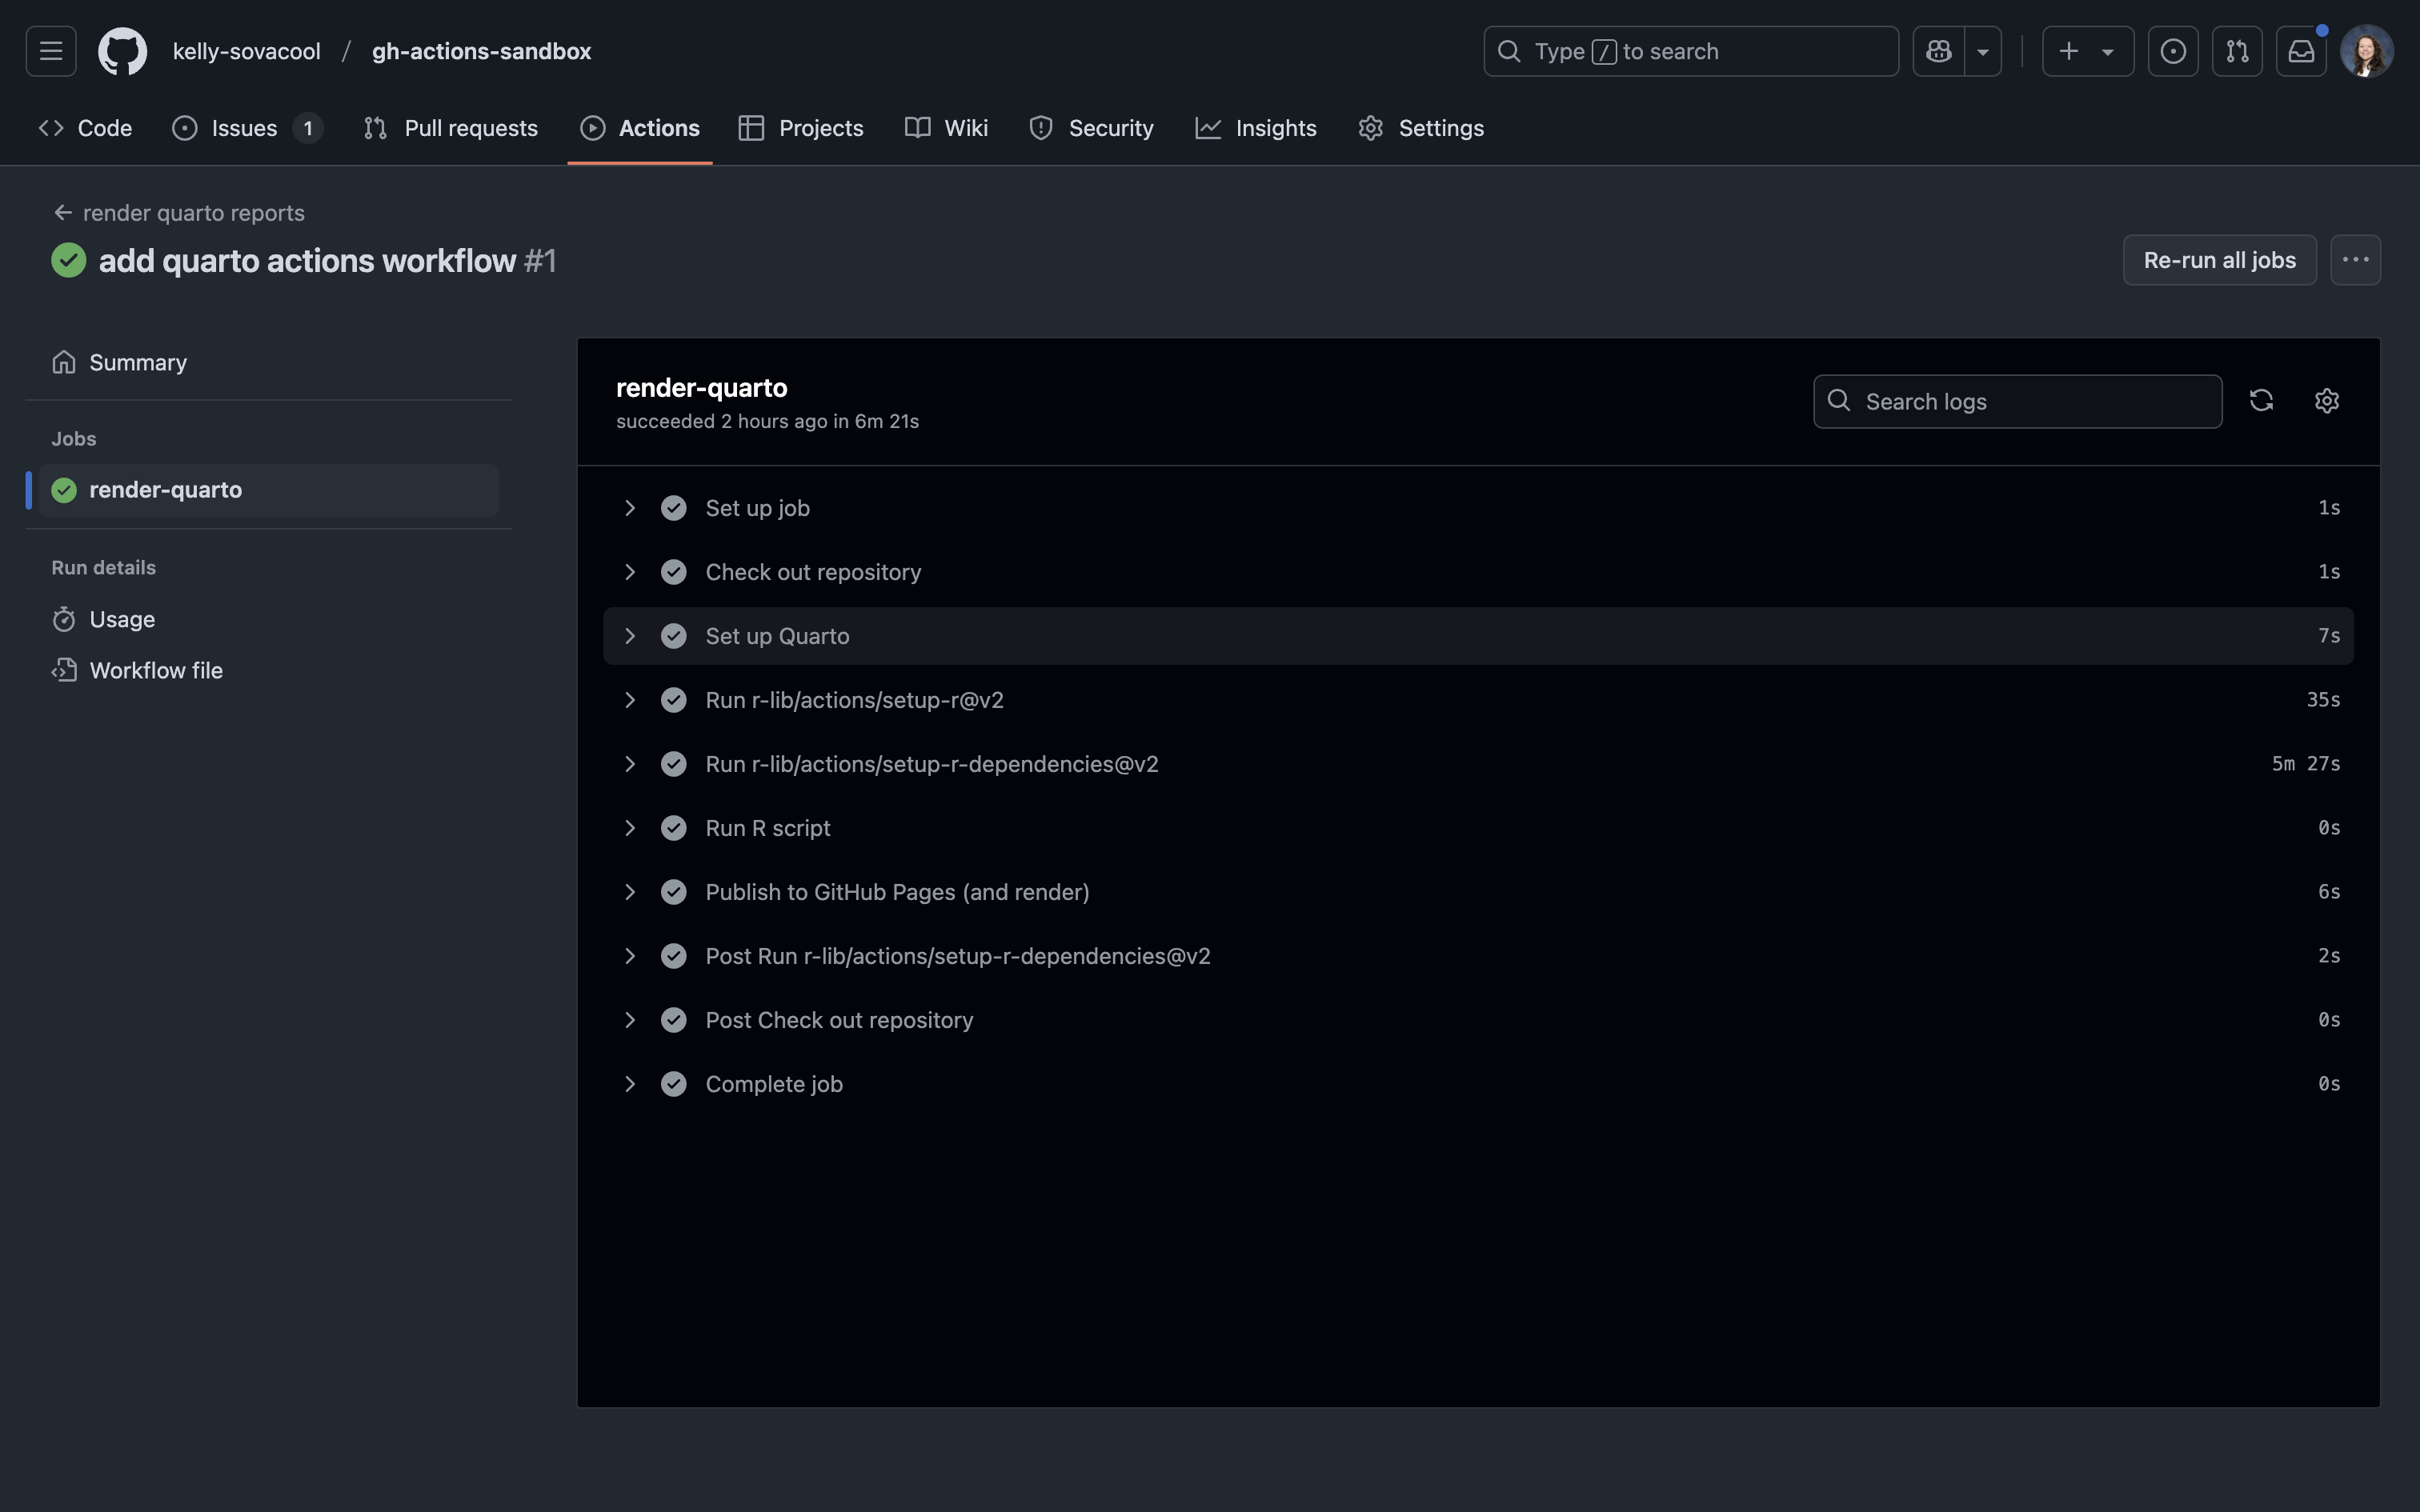 kelly-sovacool / gh-actions-sandbox
Type / to search
Code
Issues 1
Pull requests
Actions
Projects
Wiki
Security
Insights
Settings
render quarto reports
add quarto actions workflow #1
Re-run all jobs
Summary
Jobs
render-quarto
Run details
Usage
Workflow file
render-quarto
succeeded 2 hours ago in 6m 21s
Search logs
Set up job 1s
Check out repository 1s
Set up Quarto 7s
Run r-lib/actions/setup-r@v2 35s
Run r-lib/actions/setup-r-dependencies@v2 5m 27s
Run R script 0s
Publish to GitHub Pages (and render) 6s
Post Run r-lib/actions/setup-r-dependencies@v2 2s
Post Check out repository 0s
Complete job 0s